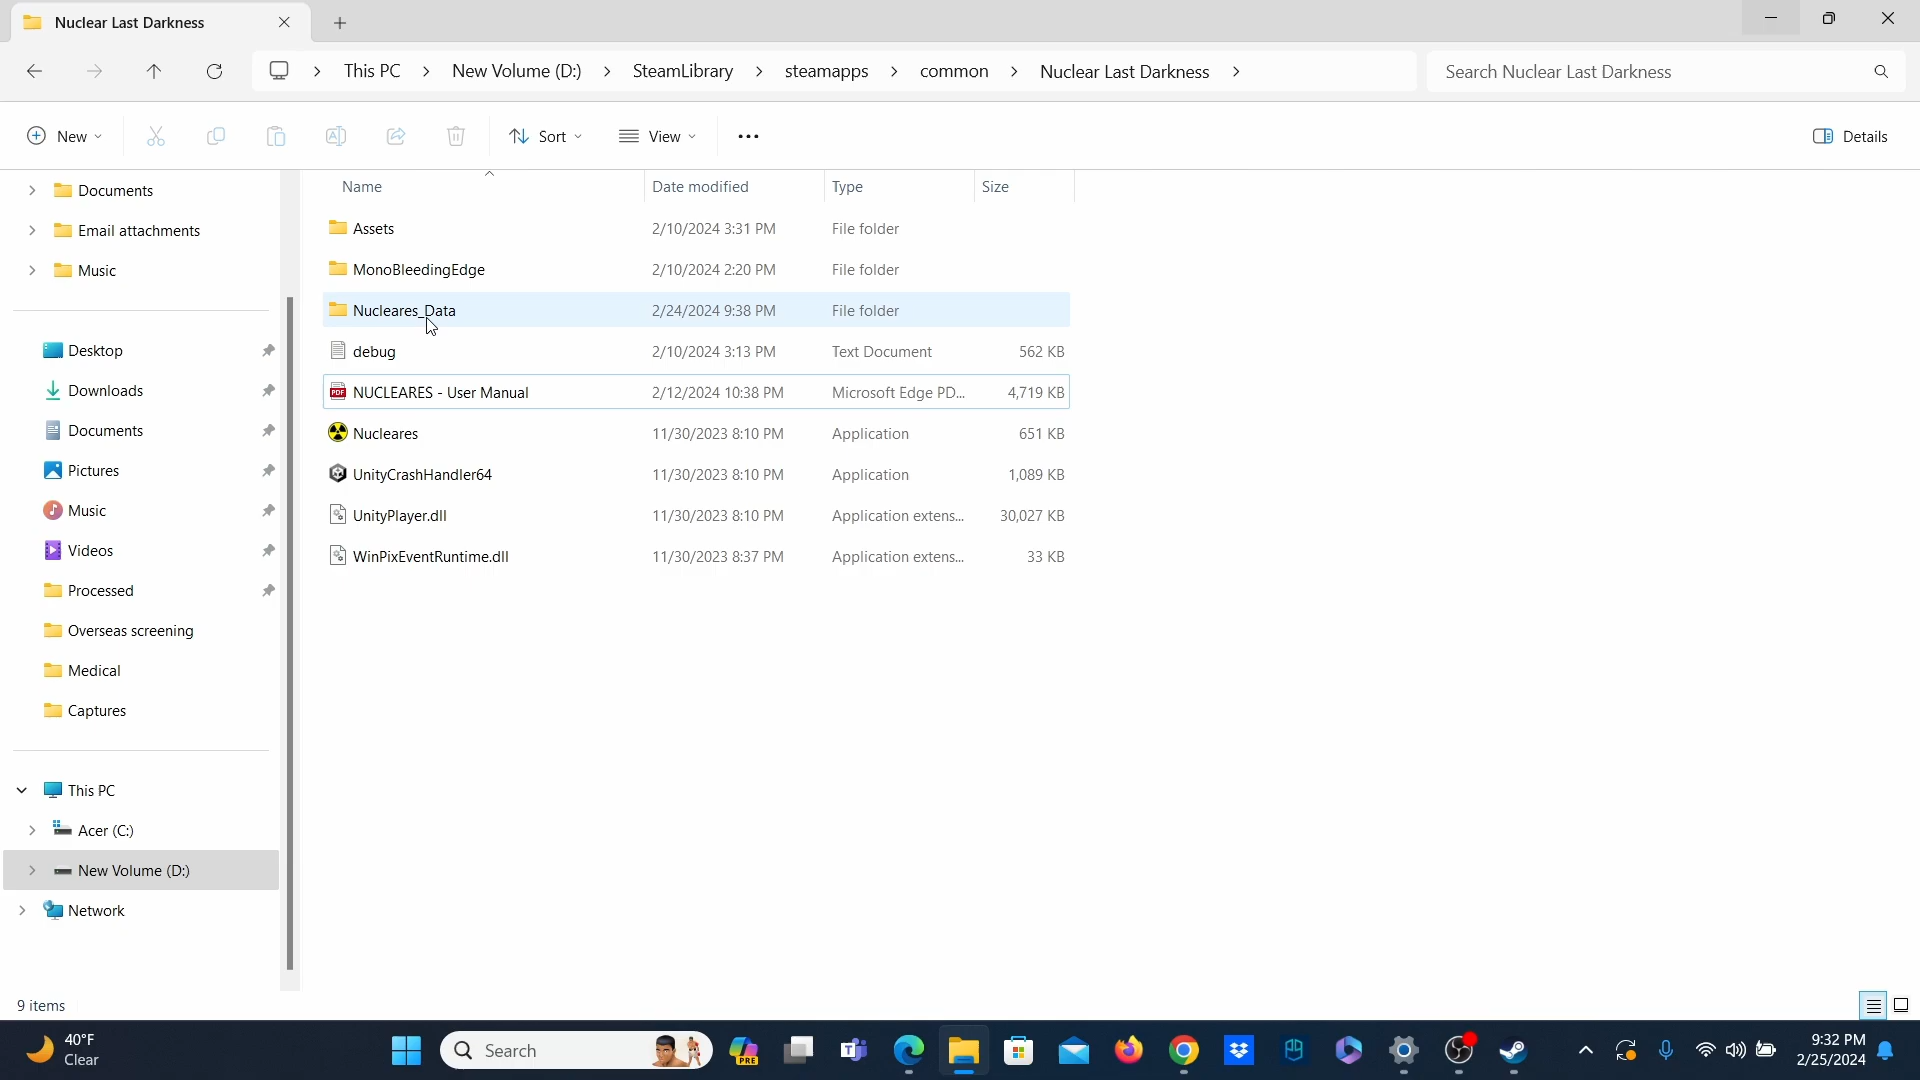 Nuclear Last Darkness
This PC > New Volume (D:) > SteamLibrary > steamapps > common > Nuclear Last Darkness >
Search Nuclear Last Darkness
New
Sort
View
Details
Documents
Email attachments
Music
Desktop
Downloads
Documents
Pictures
Music
Videos
Processed
Overseas screening
Medical
Captures
This PC
Acer (C:)
New Volume (D:)
Network
Name Date modified Type Size
Assets 2/10/2024 3:31 PM File folder
MonoBleedingEdge 2/10/2024 2:20 PM File folder
Nucleares_Data 2/24/2024 9:38 PM File folder
debug 2/10/2024 3:13 PM Text Document 562 KB
PDF NUCLEARES - User Manual 2/12/2024 10:38 PM Microsoft Edge PD... 4,719 KB
Nucleares 11/30/2023 8:10 PM Application 651 KB
UnityCrashHandler64 11/30/2023 8:10 PM Application 1,089 KB
UnityPlayer.dll 11/30/2023 8:10 PM Application extens... 30,027 KB
WinPixEventRuntime.dll 11/30/2023 8:37 PM Application extens... 33 KB
9 items
40°F
Clear
Search
PRE
9:32 PM
2/25/2024